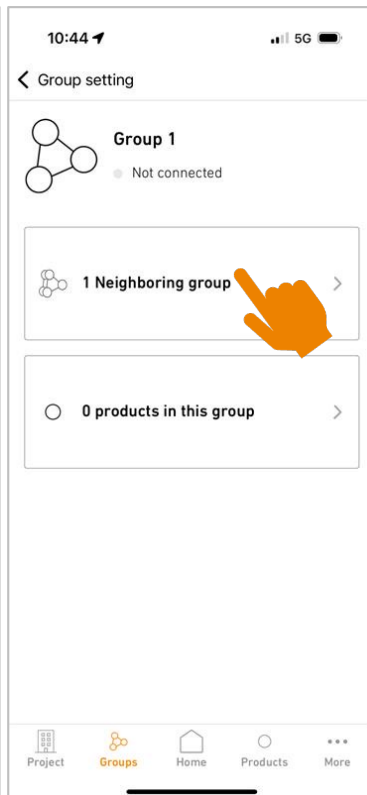 10:44 5G
Group setting
Group 1
Not connected
1 Neighboring group
0 products in this group
Project Groups Home Products More